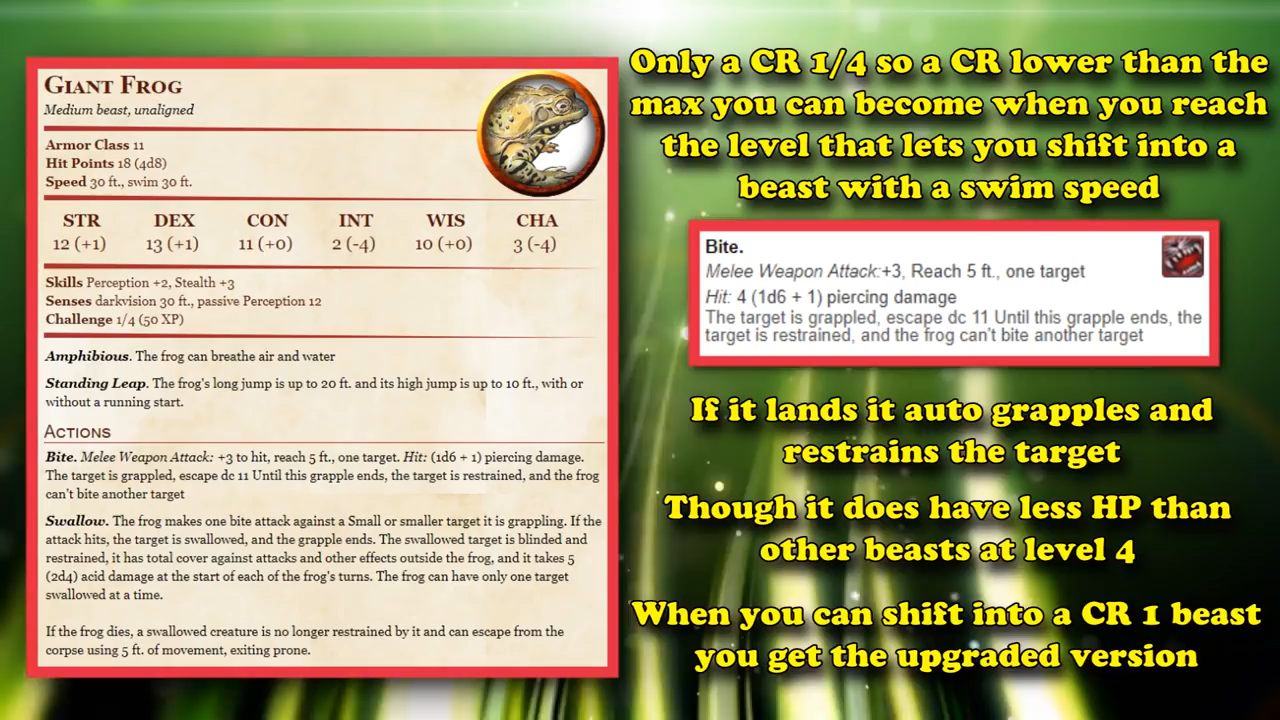 GIANT FROG
Medium beast, unaligned
Armor Class 11
Hit Points 18 (4d8)
Speed 30 ft., swim 30 ft.
STR DEX CON INT WIS CHA
12 (+1) 13 (+1) 11 (+0) 2 (-4) 10 (+0) 3 (-4)
Skills Perception +2, Stealth +3
Senses darkvision 30 ft., passive Perception 12
Challenge 1/4 (50 XP)
Amphibious. The frog can breathe air and water
Standing Leap. The frog's long jump is up to 20 ft. and its high jump is up to 10 ft., with or
without a running start.
ACTIONS
Bite. Melee Weapon Attack: +3 to hit, reach 5 ft., one target. Hit: (1d6 + 1) piercing damage.
The target is grappled, escape dc 11 Until this grapple ends, the target is restrained, and the frog
can't bite another target
Swallow. The frog makes one bite attack against a Small or smaller target it is grappling. If the
attack hits, the target is swallowed, and the grapple ends. The swallowed target is blinded and
restrained, it has total cover against attacks and other effects outside the frog, and it takes 5
(2d4) acid damage at the start of each of the frog's turns. The frog can have only one target
swallowed at a time.
If the frog dies, a swallowed creature is no longer restrained by it and can escape from the
corpse using 5 ft. of movement, exiting prone.
Only a CR 1/4 so a CR lower than the
max you can become when you reach
the level that lets you shift into a
beast with a swim speed
Bite.
Melee Weapon Attack:+3, Reach 5 ft., one target
Hit: 4 (1d6 + 1) piercing damage
The target is grappled, escape dc 11 Until this grapple ends, the
target is restrained, and the frog can't bite another target
If it lands it auto grapples and
restrains the target
Though it does have less HP than
other beasts at level 4
When you can shift into a CR 1 beast
you get the upgraded version